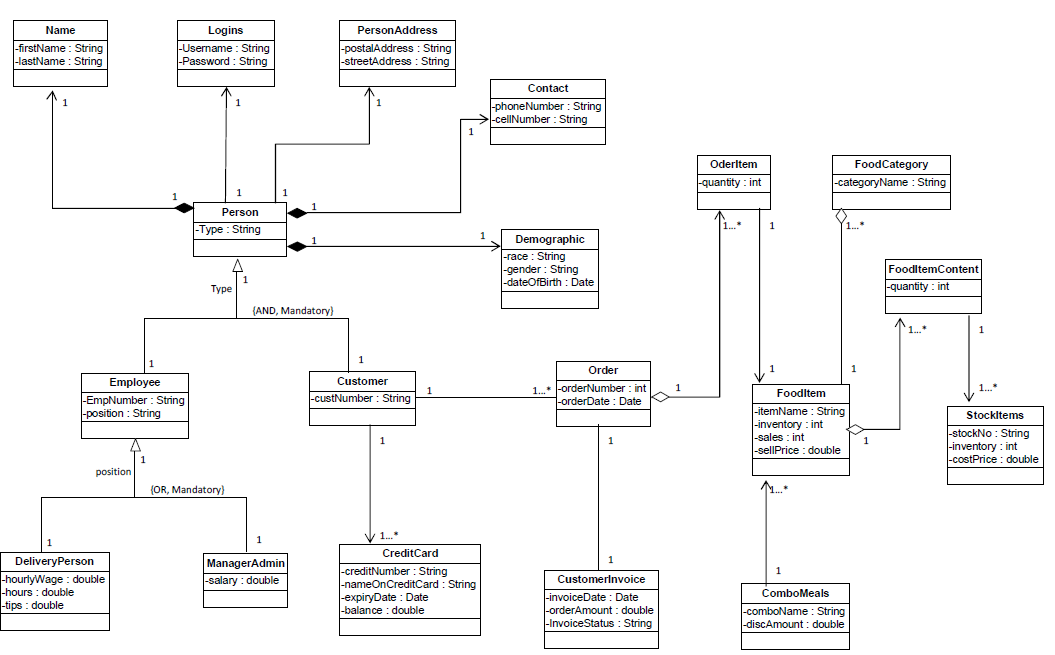 Name
-firstName : String
-lastName : String
Logins
-Username : String
-Password : String
PersonAddress
-postalAddress : String
-streetAddress : String
Contact
-phoneNumber : String
-cellNumber : String
1
1
1
1
OderItem
-quantity : int
FoodCategory
-categoryName : String
1
1
1
1
Person
-Type : String
1
1...*
1
1...*
Demographic
-race : String
-gender : String
-dateOfBirth : Date
1
1
FoodItemContent
-quantity : int
1
Type
{AND, Mandatory}
1...*
1
1
1
Employee
-EmpNumber : String
-position : String
Customer
-custNumber : String
1
1...*
Order
-orderNumber : int
-orderDate : Date
1
1
1
FoodItem
-itemName : String
-inventory : int
-sales : int
-sellPrice : double
1
1...*
StockItems
-stockNo : String
-inventory : int
-costPrice : double
1
position
{OR, Mandatory}
1
1
1...*
1
1
1...*
DeliveryPerson
-hourlyWage : double
-hours : double
-tips : double
ManagerAdmin
-salary : double
CreditCard
-creditNumber : String
-nameOnCreditCard : String
-expiryDate : Date
-balance : double
1
CustomerInvoice
-invoiceDate : Date
-orderAmount : double
-InvoiceStatus : String
1
ComboMeals
-comboName : String
-discAmount : double